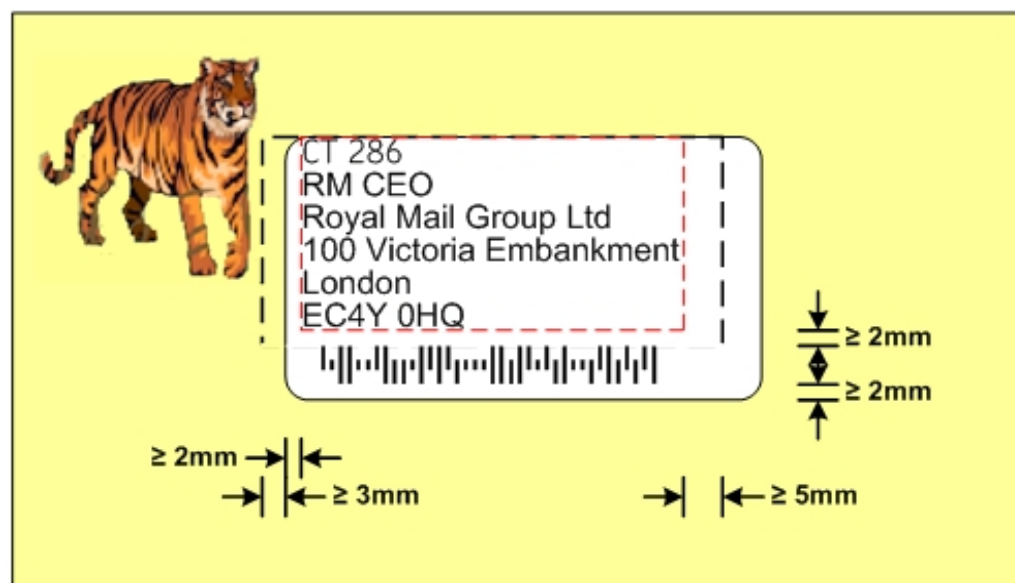 CT 286
RM CEO
Royal Mail Group Ltd
100 Victoria Embankment
London
EC4Y 0HQ
≥ 2mm
≥ 2mm
≥ 2mm
≥ 3mm
≥ 5mm